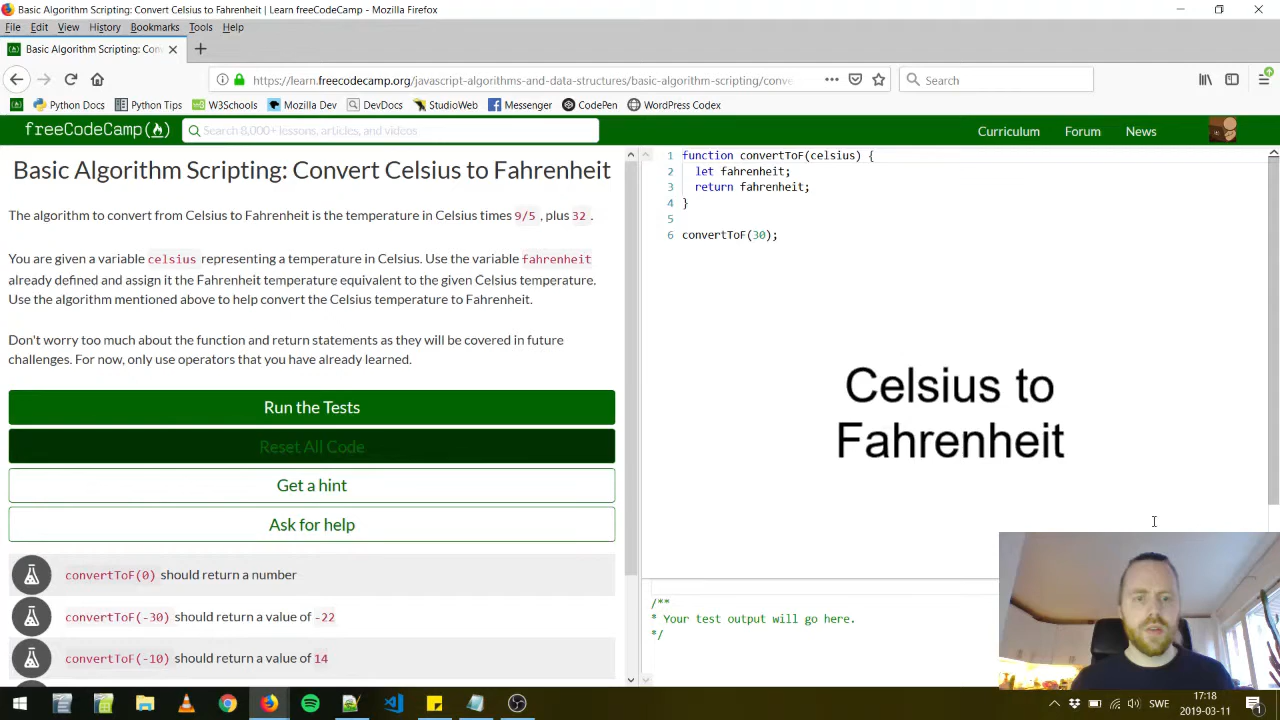 Basic Algorithm Scripting: Convert Celsius to Fahrenheit | Learn freeCodeCamp - Mozilla Firefox
File Edit View History Bookmarks Tools Help
Basic Algorithm Scripting: Con
https://learn.freecodecamp.org/javascript-algorithms-and-data-structures/basic-algorithm-scripting/conve
Search
Python Docs Python Tips W3Schools Mozilla Dev DevDocs StudioWeb Messenger CodePen WordPress Codex
freeCodeCamp
Search 8,000+ lessons, articles, and videos
Curriculum Forum News
Basic Algorithm Scripting: Convert Celsius to Fahrenheit
The algorithm to convert from Celsius to Fahrenheit is the temperature in Celsius times 9/5 , plus 32 .
You are given a variable celsius representing a temperature in Celsius. Use the variable fahrenheit
already defined and assign it the Fahrenheit temperature equivalent to the given Celsius temperature.
Use the algorithm mentioned above to help convert the Celsius temperature to Fahrenheit.
Don't worry too much about the function and return statements as they will be covered in future
challenges. For now, only use operators that you have already learned.
Run the Tests
Reset All Code
Get a hint
Ask for help
convertToF(0) should return a number
convertToF(-30) should return a value of -22
convertToF(-10) should return a value of 14
1 function convertToF(celsius) {
2 let fahrenheit;
3 return fahrenheit;
4 }
5
6 convertToF(30);
Celsius to
Fahrenheit
/**
* Your test output will go here.
*/
SWE
17:18
2019-03-11
1